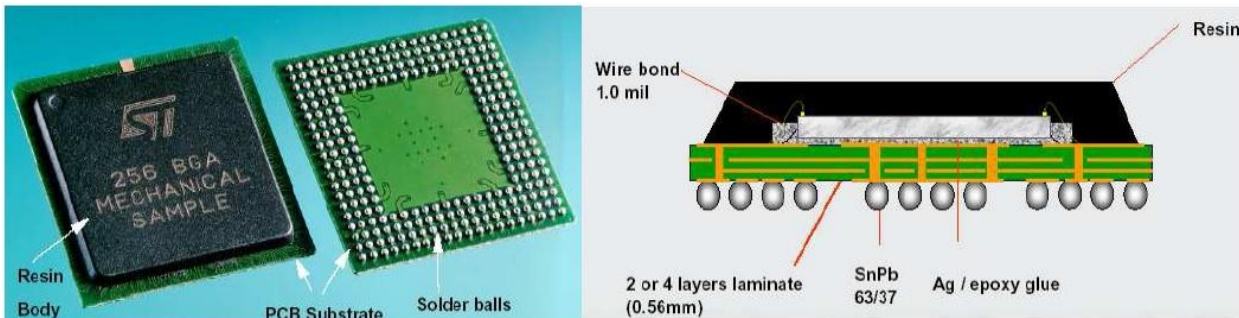 ST
256 BGA
MECHANICAL
SAMPLE
Resin
Body
PCB Substrate
Solder balls
Resin
Wire bond
1.0 mil
2 or 4 layers laminate
(0.56mm)
SnPb
63/37
Ag / epoxy glue